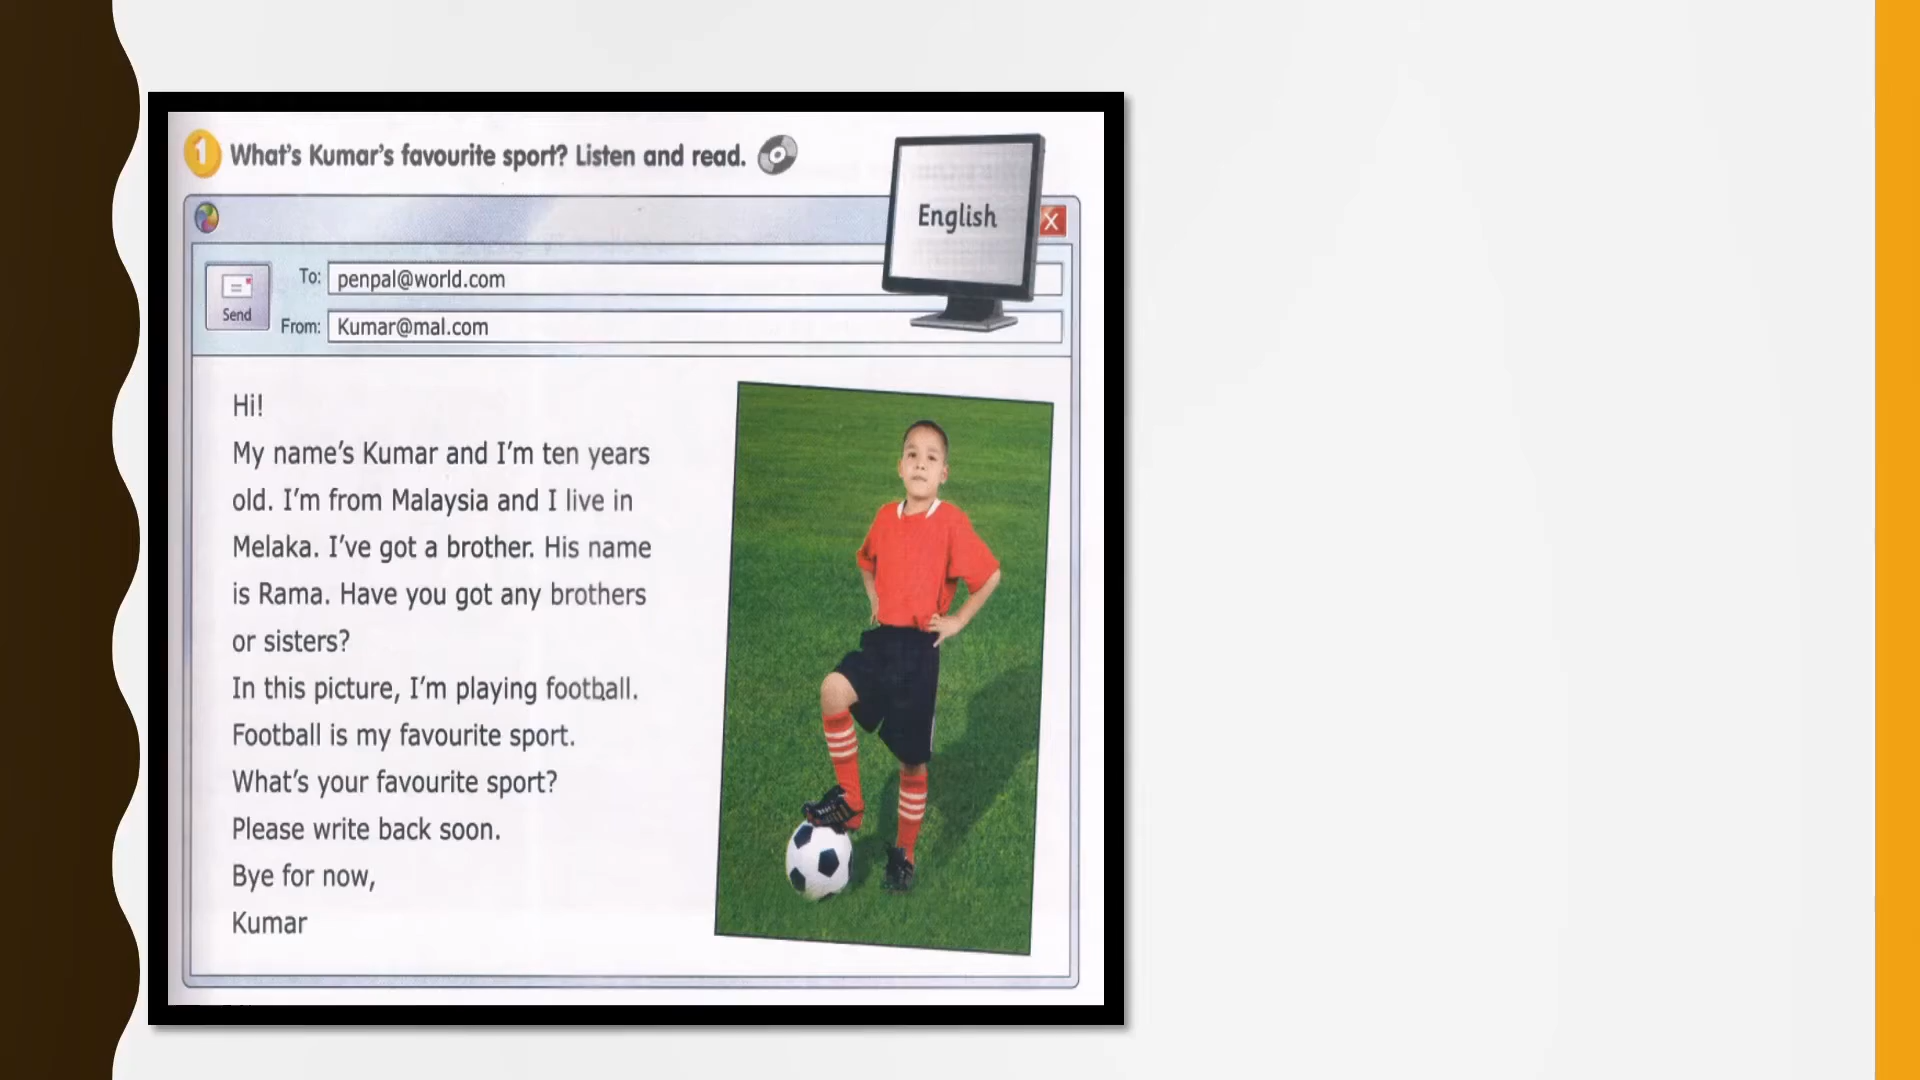 1 What's Kumar's favourite sport? Listen and read.
English
X
To: penpal@world.com
Send
From: Kumar@mal.com
Hi!
My name's Kumar and I'm ten years
old. I'm from Malaysia and I live in
Melaka. I've got a brother. His name
is Rama. Have you got any brothers
or sisters?
In this picture, I'm playing football.
Football is my favourite sport.
What's your favourite sport?
Please write back soon.
Bye for now,
Kumar